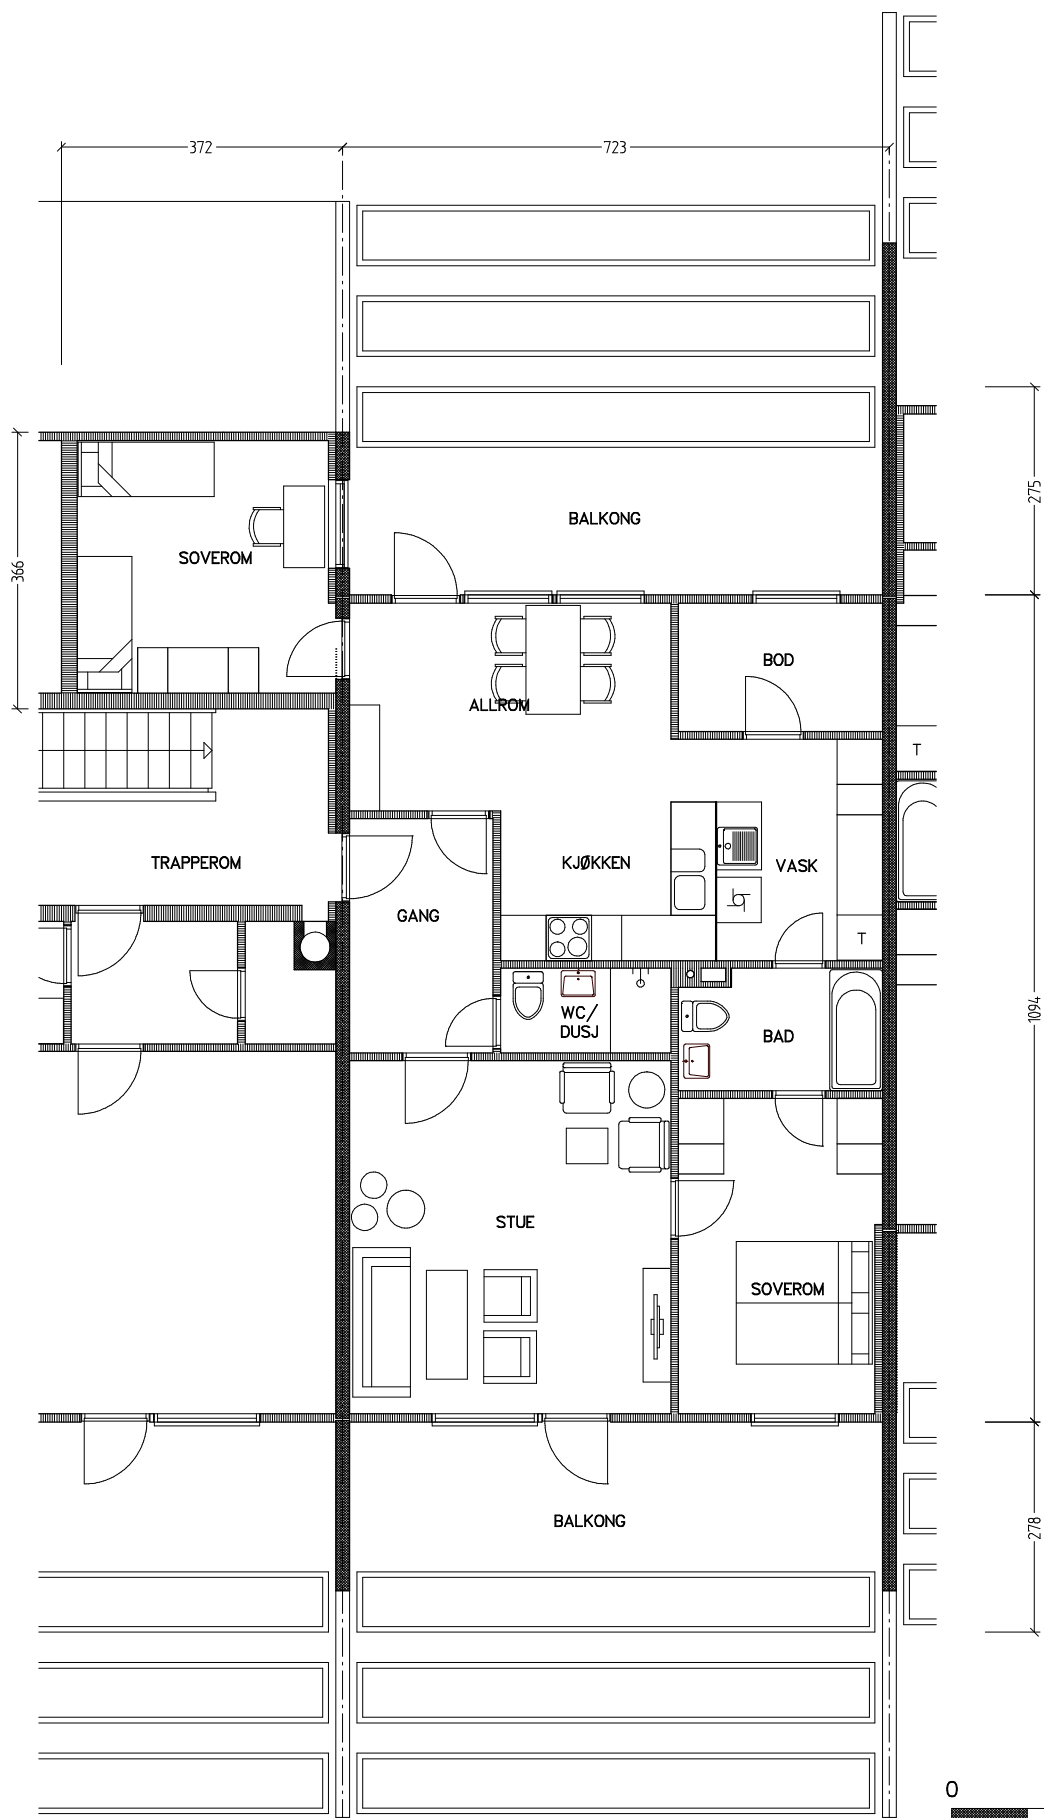 372
723
275
BALKONG
SOVEROM
366
BOD
ALLROM
T
TRAPPEROM
KJØKKEN
VASK
GANG
T
WC/
DUSJ
BAD
1094
STUE
SOVEROM
BALKONG
278
0